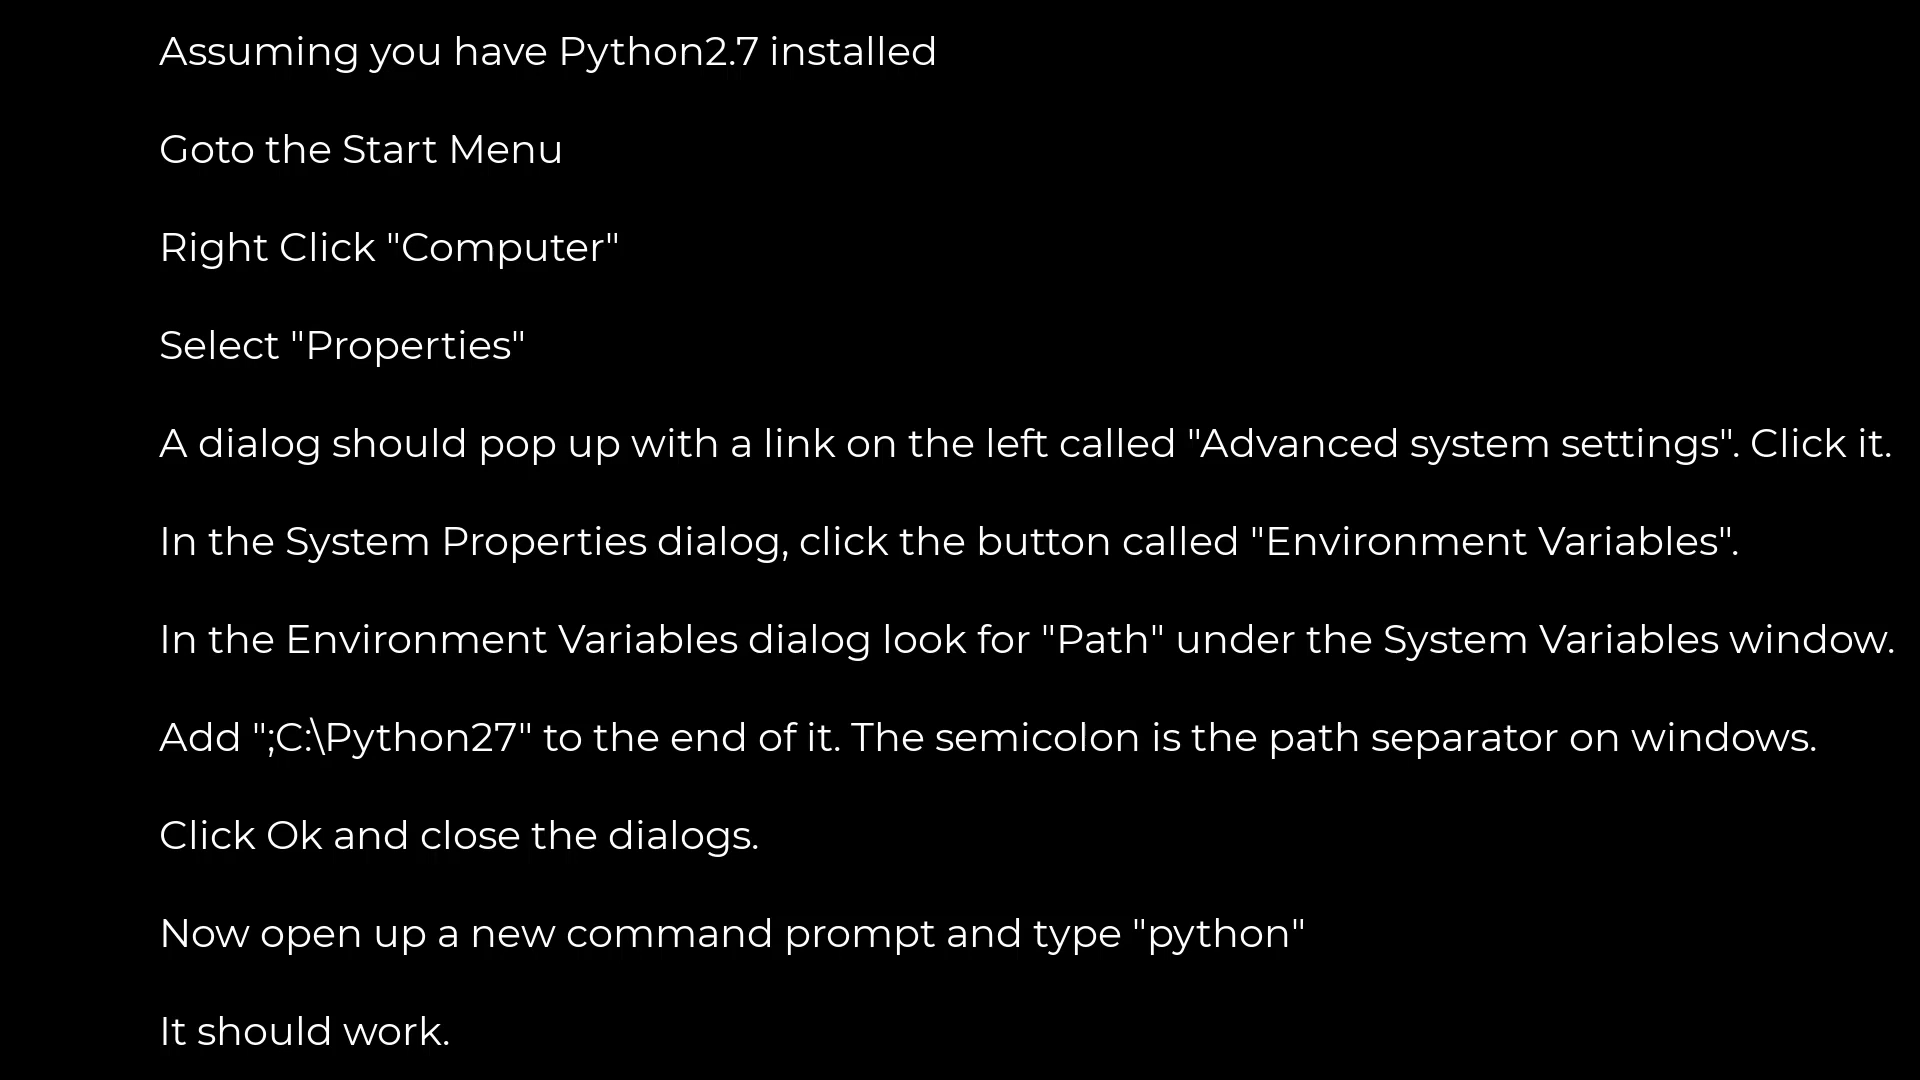 Assuming you have Python2.7 installed
Goto the Start Menu
Right Click "Computer"
Select "Properties"
A dialog should pop up with a link on the left called "Advanced system settings". Click it.
In the System Properties dialog, click the button called "Environment Variables".
In the Environment Variables dialog look for "Path" under the System Variables window.
Add ";C:\Python27" to the end of it. The semicolon is the path separator on windows.
Click Ok and close the dialogs.
Now open up a new command prompt and type "python"
It should work.